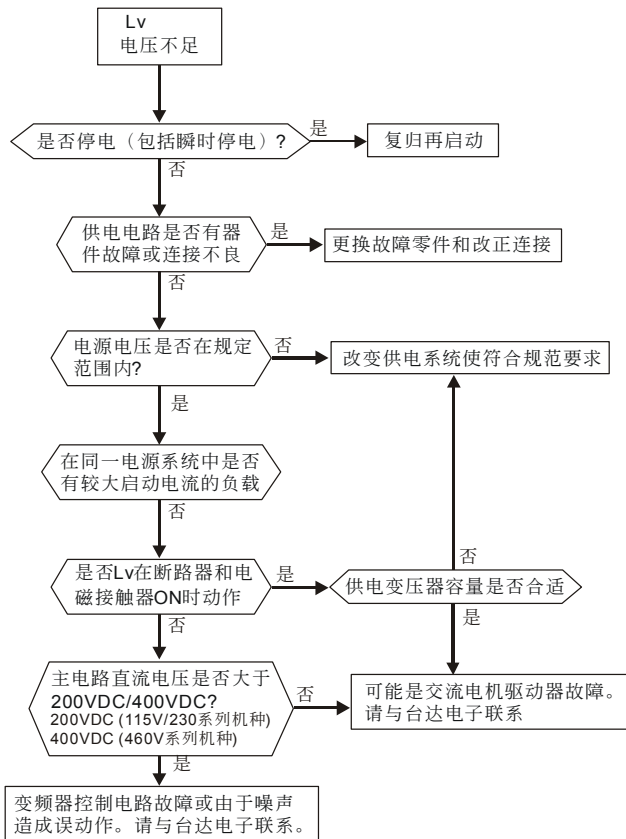 Lv
电压不足
是否停电（包括瞬时停电）?
是
复归再启动
否
供电电路是否有器
件故障或连接不良
是
更换故障零件和改正连接
否
电源电压是否在规定
范围内?
否
改变供电系统使符合规范要求
是
在同一电源系统中是否
有较大启动电流的负载
否
是否Lv在断路器和电
磁接触器ON时动作
是
供电变压器容量是否合适
否
是
否
主电路直流电压是否大于
200VDC/400VDC?
200VDC (115V/230系列机种)
400VDC (460V系列机种)
否
可能是交流电机驱动器故障。
请与台达电子联系
是
变频器控制电路故障或由于噪声
造成误动作。请与台达电子联系。